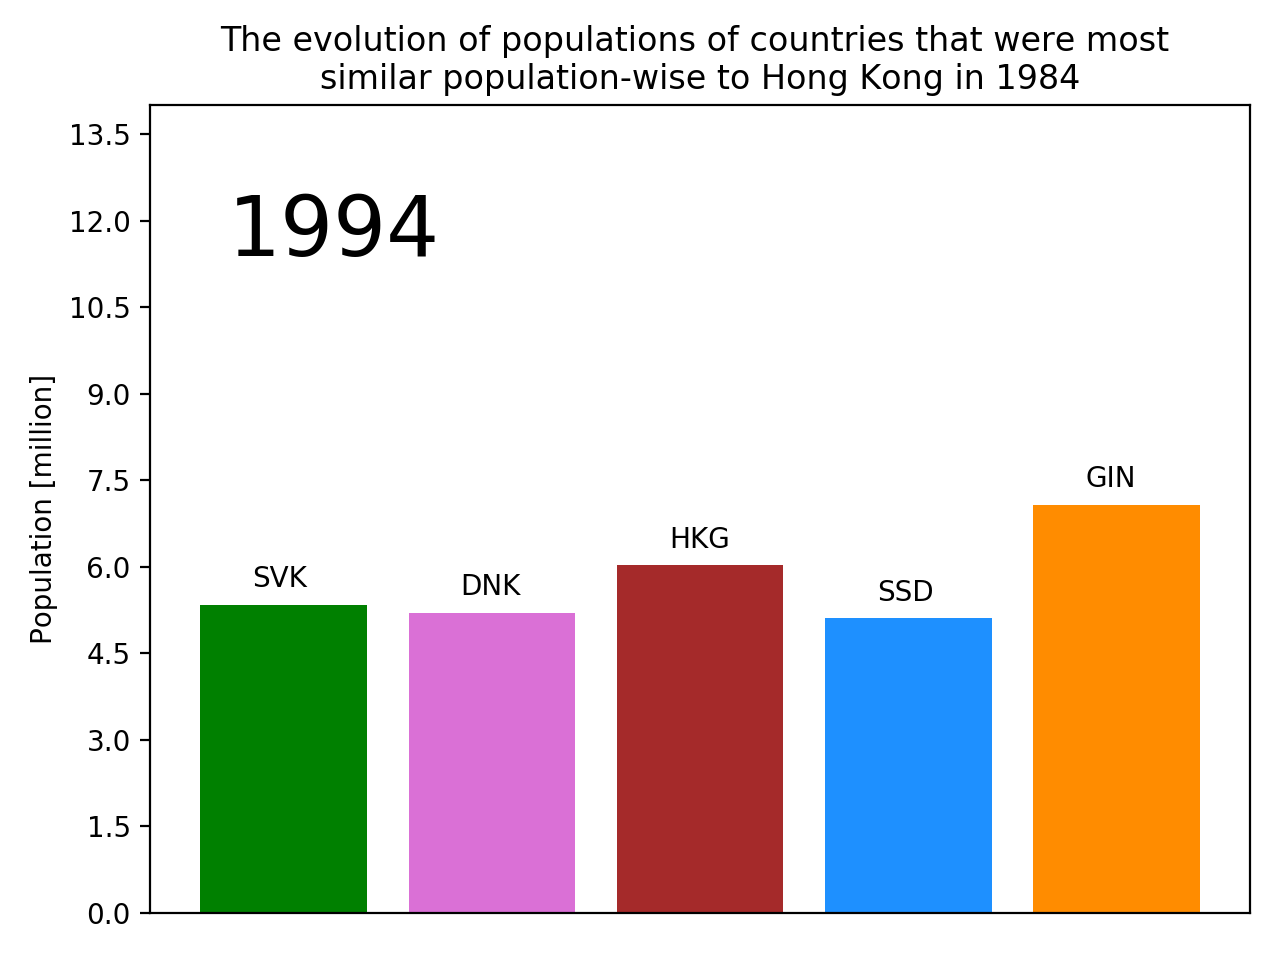 The evolution of populations of countries that were most
similar population-wise to Hong Kong in 1984
13.5
12.0
10.5
9.0
7.5
6.0
4.5
3.0
1.5
0.0
Population [million]
1994
SVK
DNK
HKG
SSD
GIN